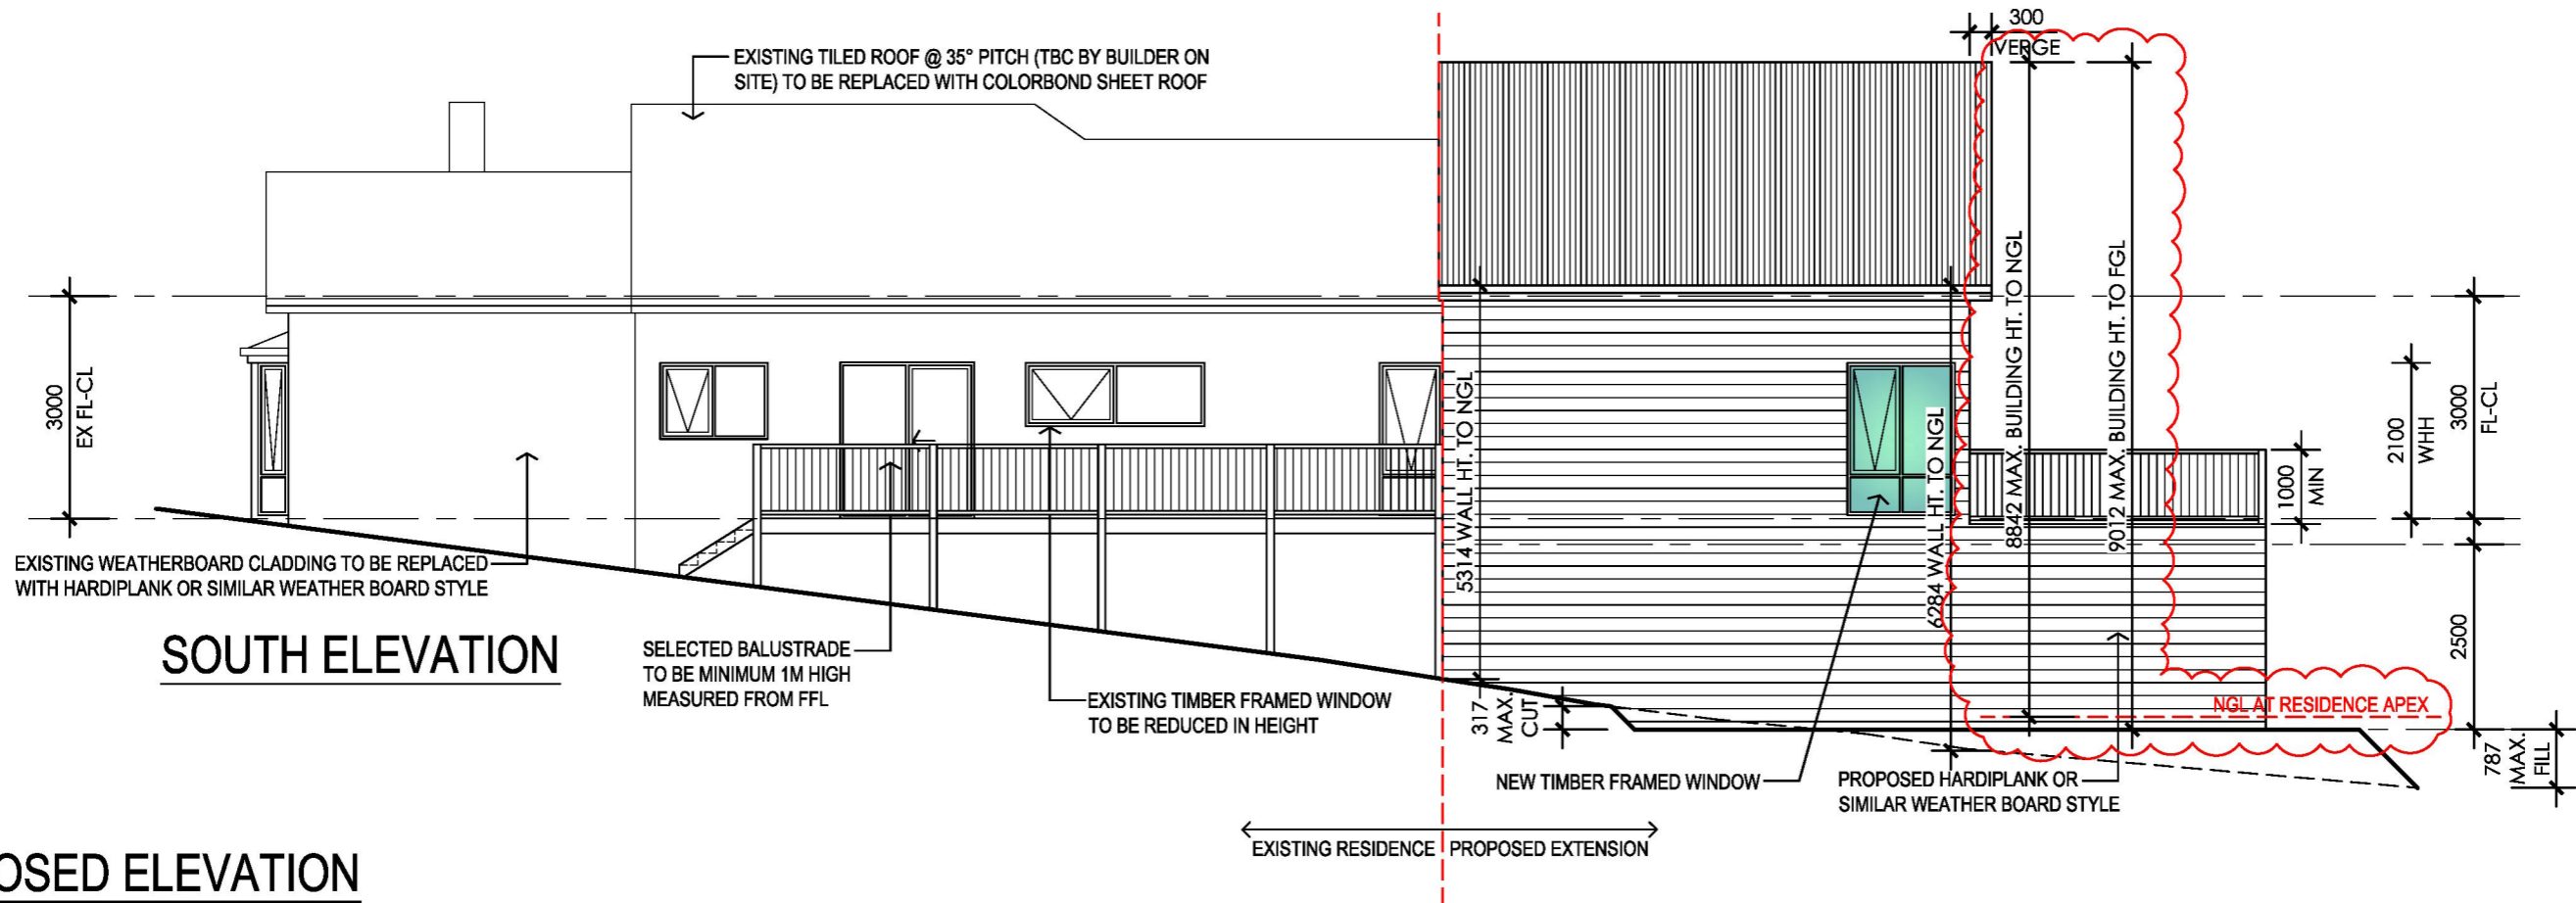 300
VERGE
EXISTING TILED ROOF @ 35° PITCH (TBC BY BUILDER ON
SITE) TO BE REPLACED WITH COLORBOND SHEET ROOF
3000
EX FL-CL
5314 WALL HT. TO NGL
6284 WALL HT. TO NGL
8842 MAX. BUILDING HT. TO NGL
9012 MAX. BUILDING HT. TO FGL
1000
MIN
2100
WHH
3000
FL-CL
2500
EXISTING WEATHERBOARD CLADDING TO BE REPLACED
WITH HARDIPLANK OR SIMILAR WEATHER BOARD STYLE
SOUTH ELEVATION
SELECTED BALUSTRADE
TO BE MINIMUM 1M HIGH
MEASURED FROM FFL
EXISTING TIMBER FRAMED WINDOW
TO BE REDUCED IN HEIGHT
317
MAX.
CUT
NGL AT RESIDENCE APEX
787
MAX.
FILL
NEW TIMBER FRAMED WINDOW
PROPOSED HARDIPLANK OR
SIMILAR WEATHER BOARD STYLE
EXISTING RESIDENCE
PROPOSED EXTENSION
OSED ELEVATION